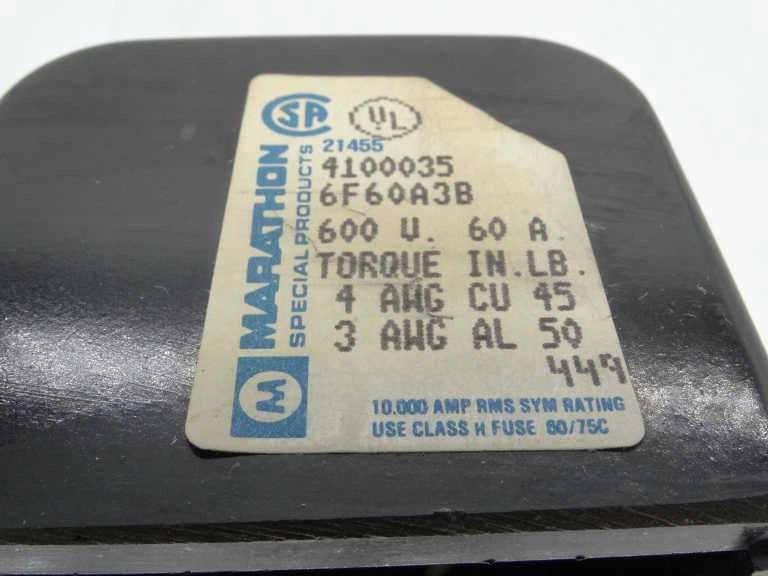 CSA
UL
21455
4100035
6F60A3B
600 V. 60 A.
TORQUE IN.LB.
4 AWG CU 45
3 AWG AL 50
449
10,000 AMP RMS SYM RATING
USE CLASS H FUSE 60/75C
M MARATHON
SPECIAL PRODUCTS